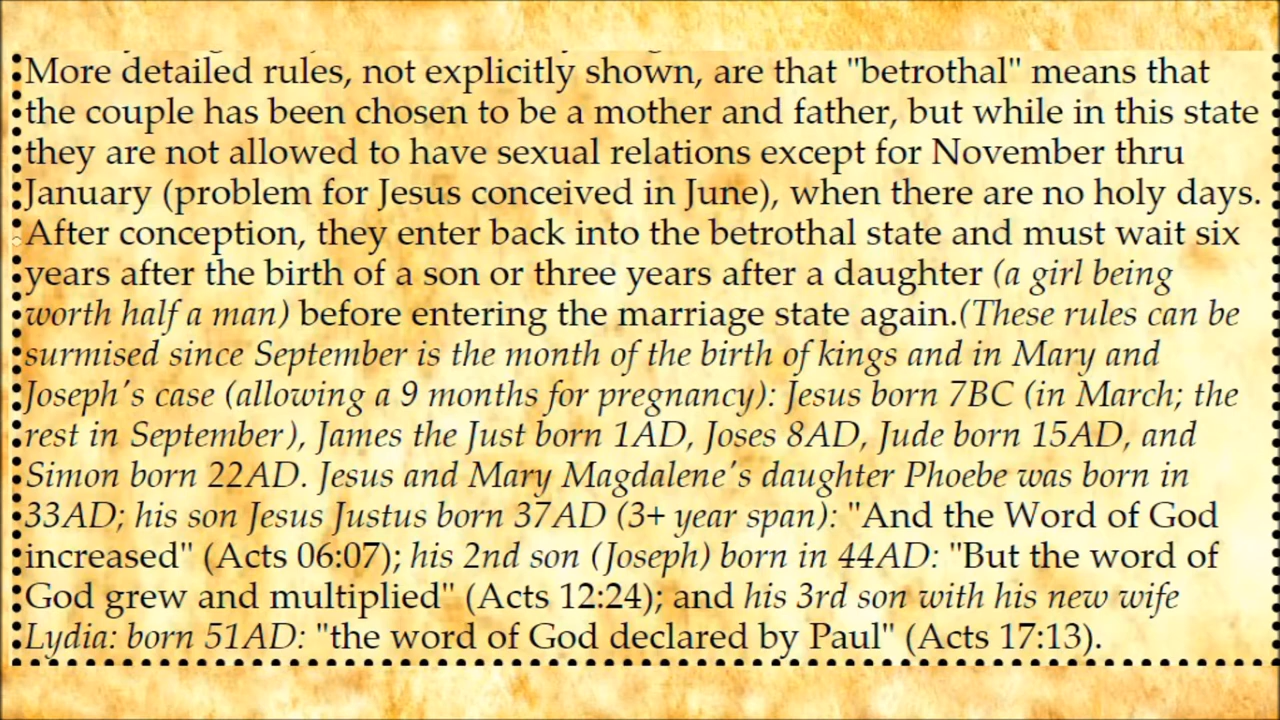 More detailed rules, not explicitly shown, are that "betrothal" means that
the couple has been chosen to be a mother and father, but while in this state
they are not allowed to have sexual relations except for November thru
January (problem for Jesus conceived in June), when there are no holy days.
After conception, they enter back into the betrothal state and must wait six
years after the birth of a son or three years after a daughter (a girl being
worth half a man) before entering the marriage state again.(These rules can be
surmised since September is the month of the birth of kings and in Mary and
Joseph's case (allowing a 9 months for pregnancy): Jesus born 7BC (in March; the
rest in September), James the Just born 1AD, Joses 8AD, Jude born 15AD, and
Simon born 22AD. Jesus and Mary Magdalene's daughter Phoebe was born in
33AD; his son Jesus Justus born 37AD (3+ year span): "And the Word of God
increased" (Acts 06:07); his 2nd son (Joseph) born in 44AD: "But the word of
God grew and multiplied" (Acts 12:24); and his 3rd son with his new wife
Lydia: born 51AD: "the word of God declared by Paul" (Acts 17:13).